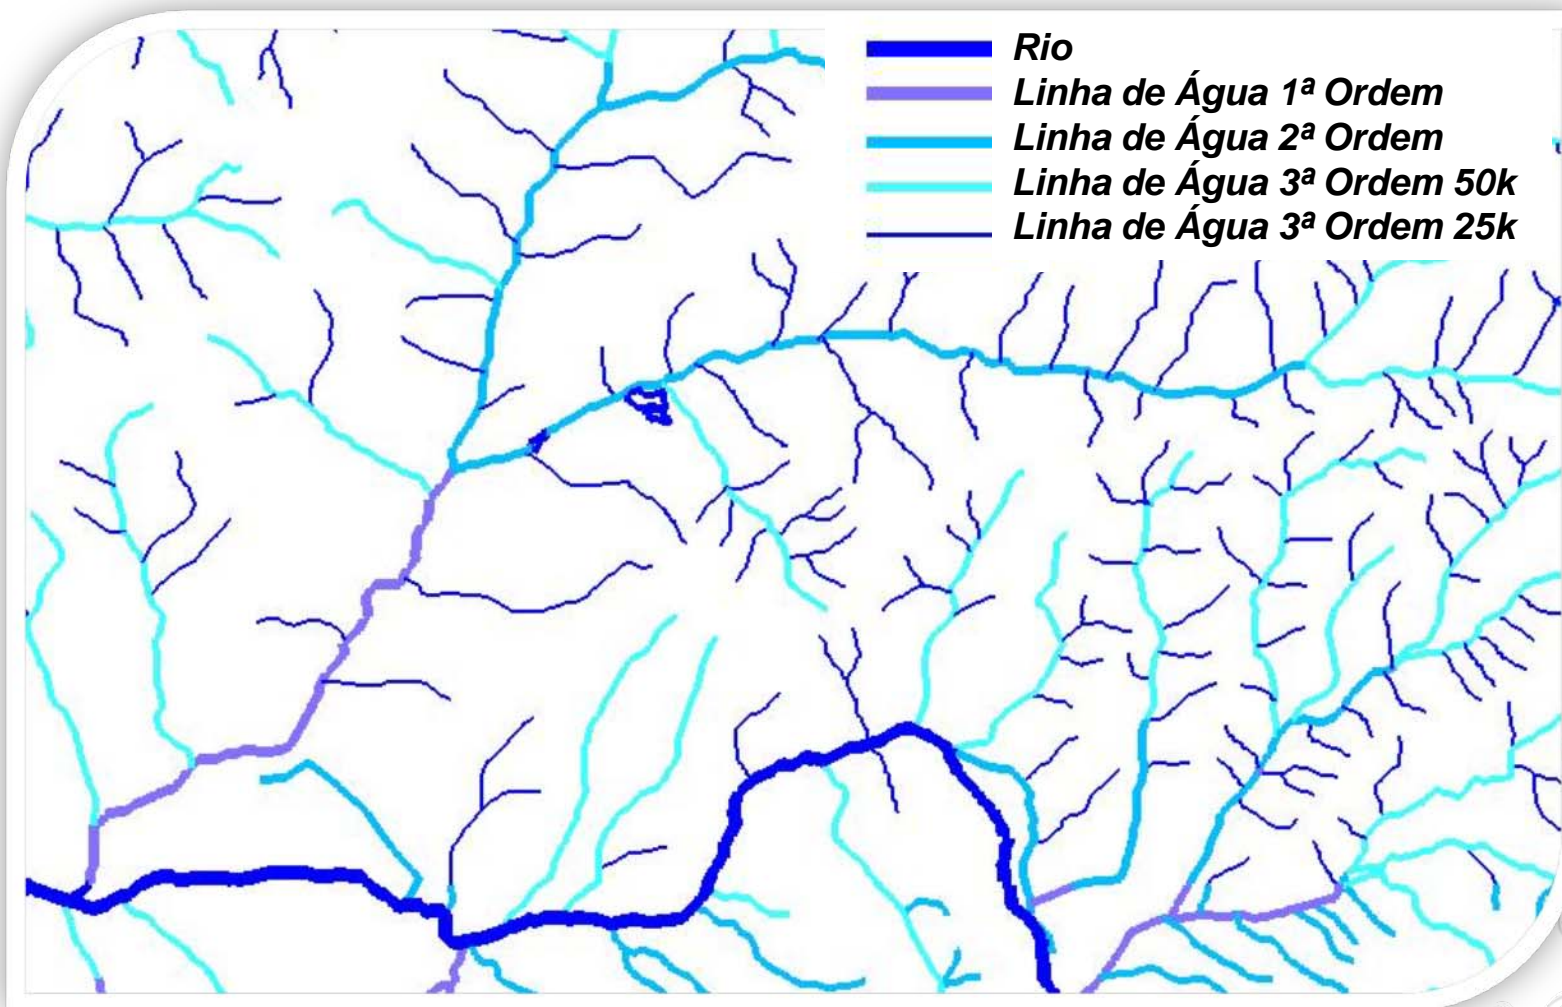 Rio
Linha de Água 1ª Ordem
Linha de Água 2ª Ordem
Linha de Água 3ª Ordem 50k
Linha de Água 3ª Ordem 25k